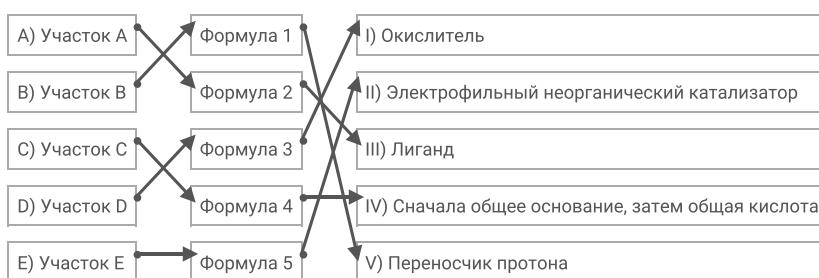 A) Участок A Формула 1 I) Окислитель
B) Участок B Формула 2 II) Электрофильный неорганический катализатор
C) Участок C Формула 3 III) Лиганд
D) Участок D Формула 4 IV) Сначала общее основание, затем общая кислота
E) Участок E Формула 5 V) Переносчик протона